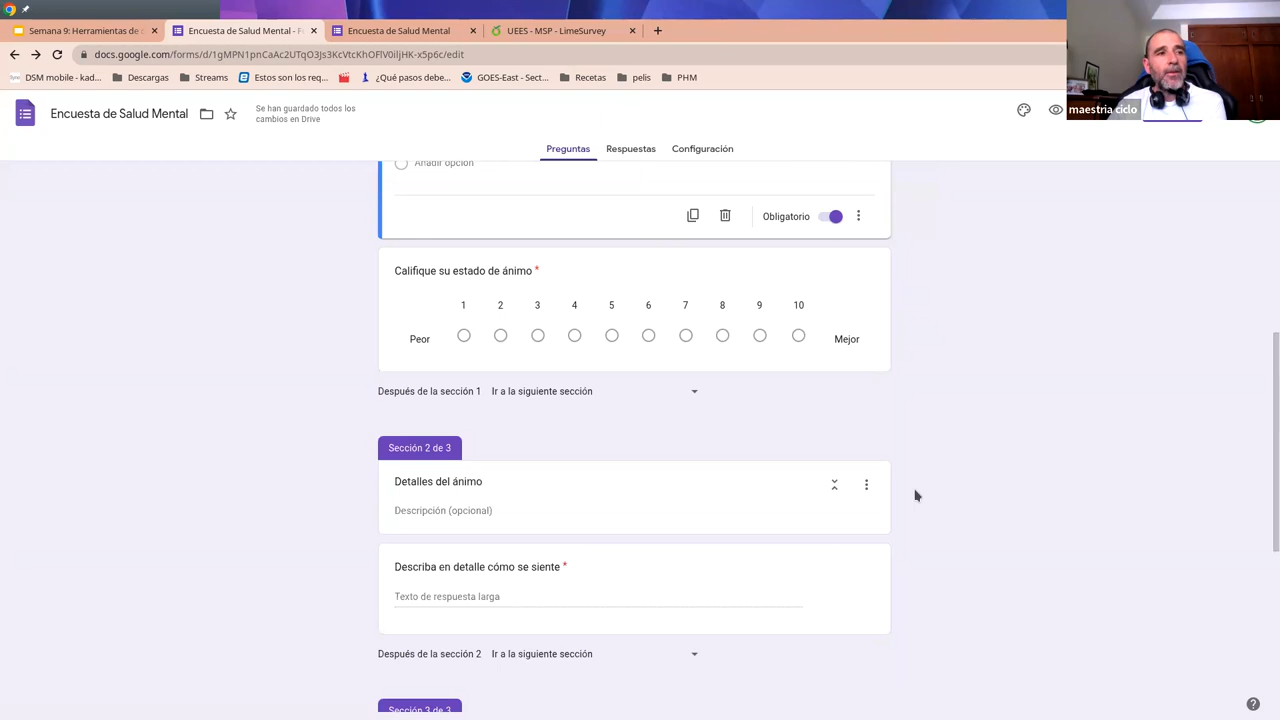 Semana 9: Herramientas de c
Encuesta de Salud Mental - Fo
Encuesta de Salud Mental
UEES - MSP - LimeSurvey
docs.google.com/forms/d/1gMPN1pnCaAc2UTqO3Js3KcVtcKhOFlV0iljHK-x5p6c/edit
DSM mobile - kad...
Descargas
Streams
Estos son los req...
¿Qué pasos debe...
GOES-East - Sect...
Recetas
pelis
PHM
maestria ciclo
Encuesta de Salud Mental
Se han guardado todos los
cambios en Drive
Preguntas
Respuestas
Configuración
Añadir opción
Obligatorio
Califique su estado de ánimo *
1 2 3 4 5 6 7 8 9 10
Peor
Mejor
Después de la sección 1 Ir a la siguiente sección
Sección 2 de 3
Detalles del ánimo
Descripción (opcional)
Describa en detalle cómo se siente *
Texto de respuesta larga
Después de la sección 2 Ir a la siguiente sección
Sección 3 de 3